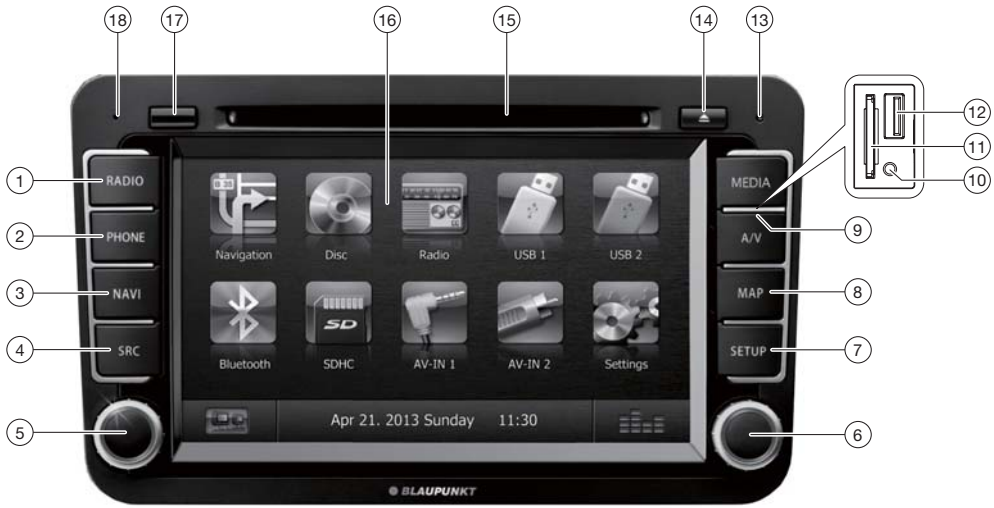 18 17 16 15 14 13
12
11
10
1 RADIO MEDIA
9
2 PHONE A/V
Navigation Disc Radio USB 1 USB 2
3 NAVI MAP 8
4 SRC SD SETUP 7
Bluetooth SDHC AV-IN 1 AV-IN 2 Settings
5 Apr 21. 2013 Sunday 11:30 6
BLAUPUNKT